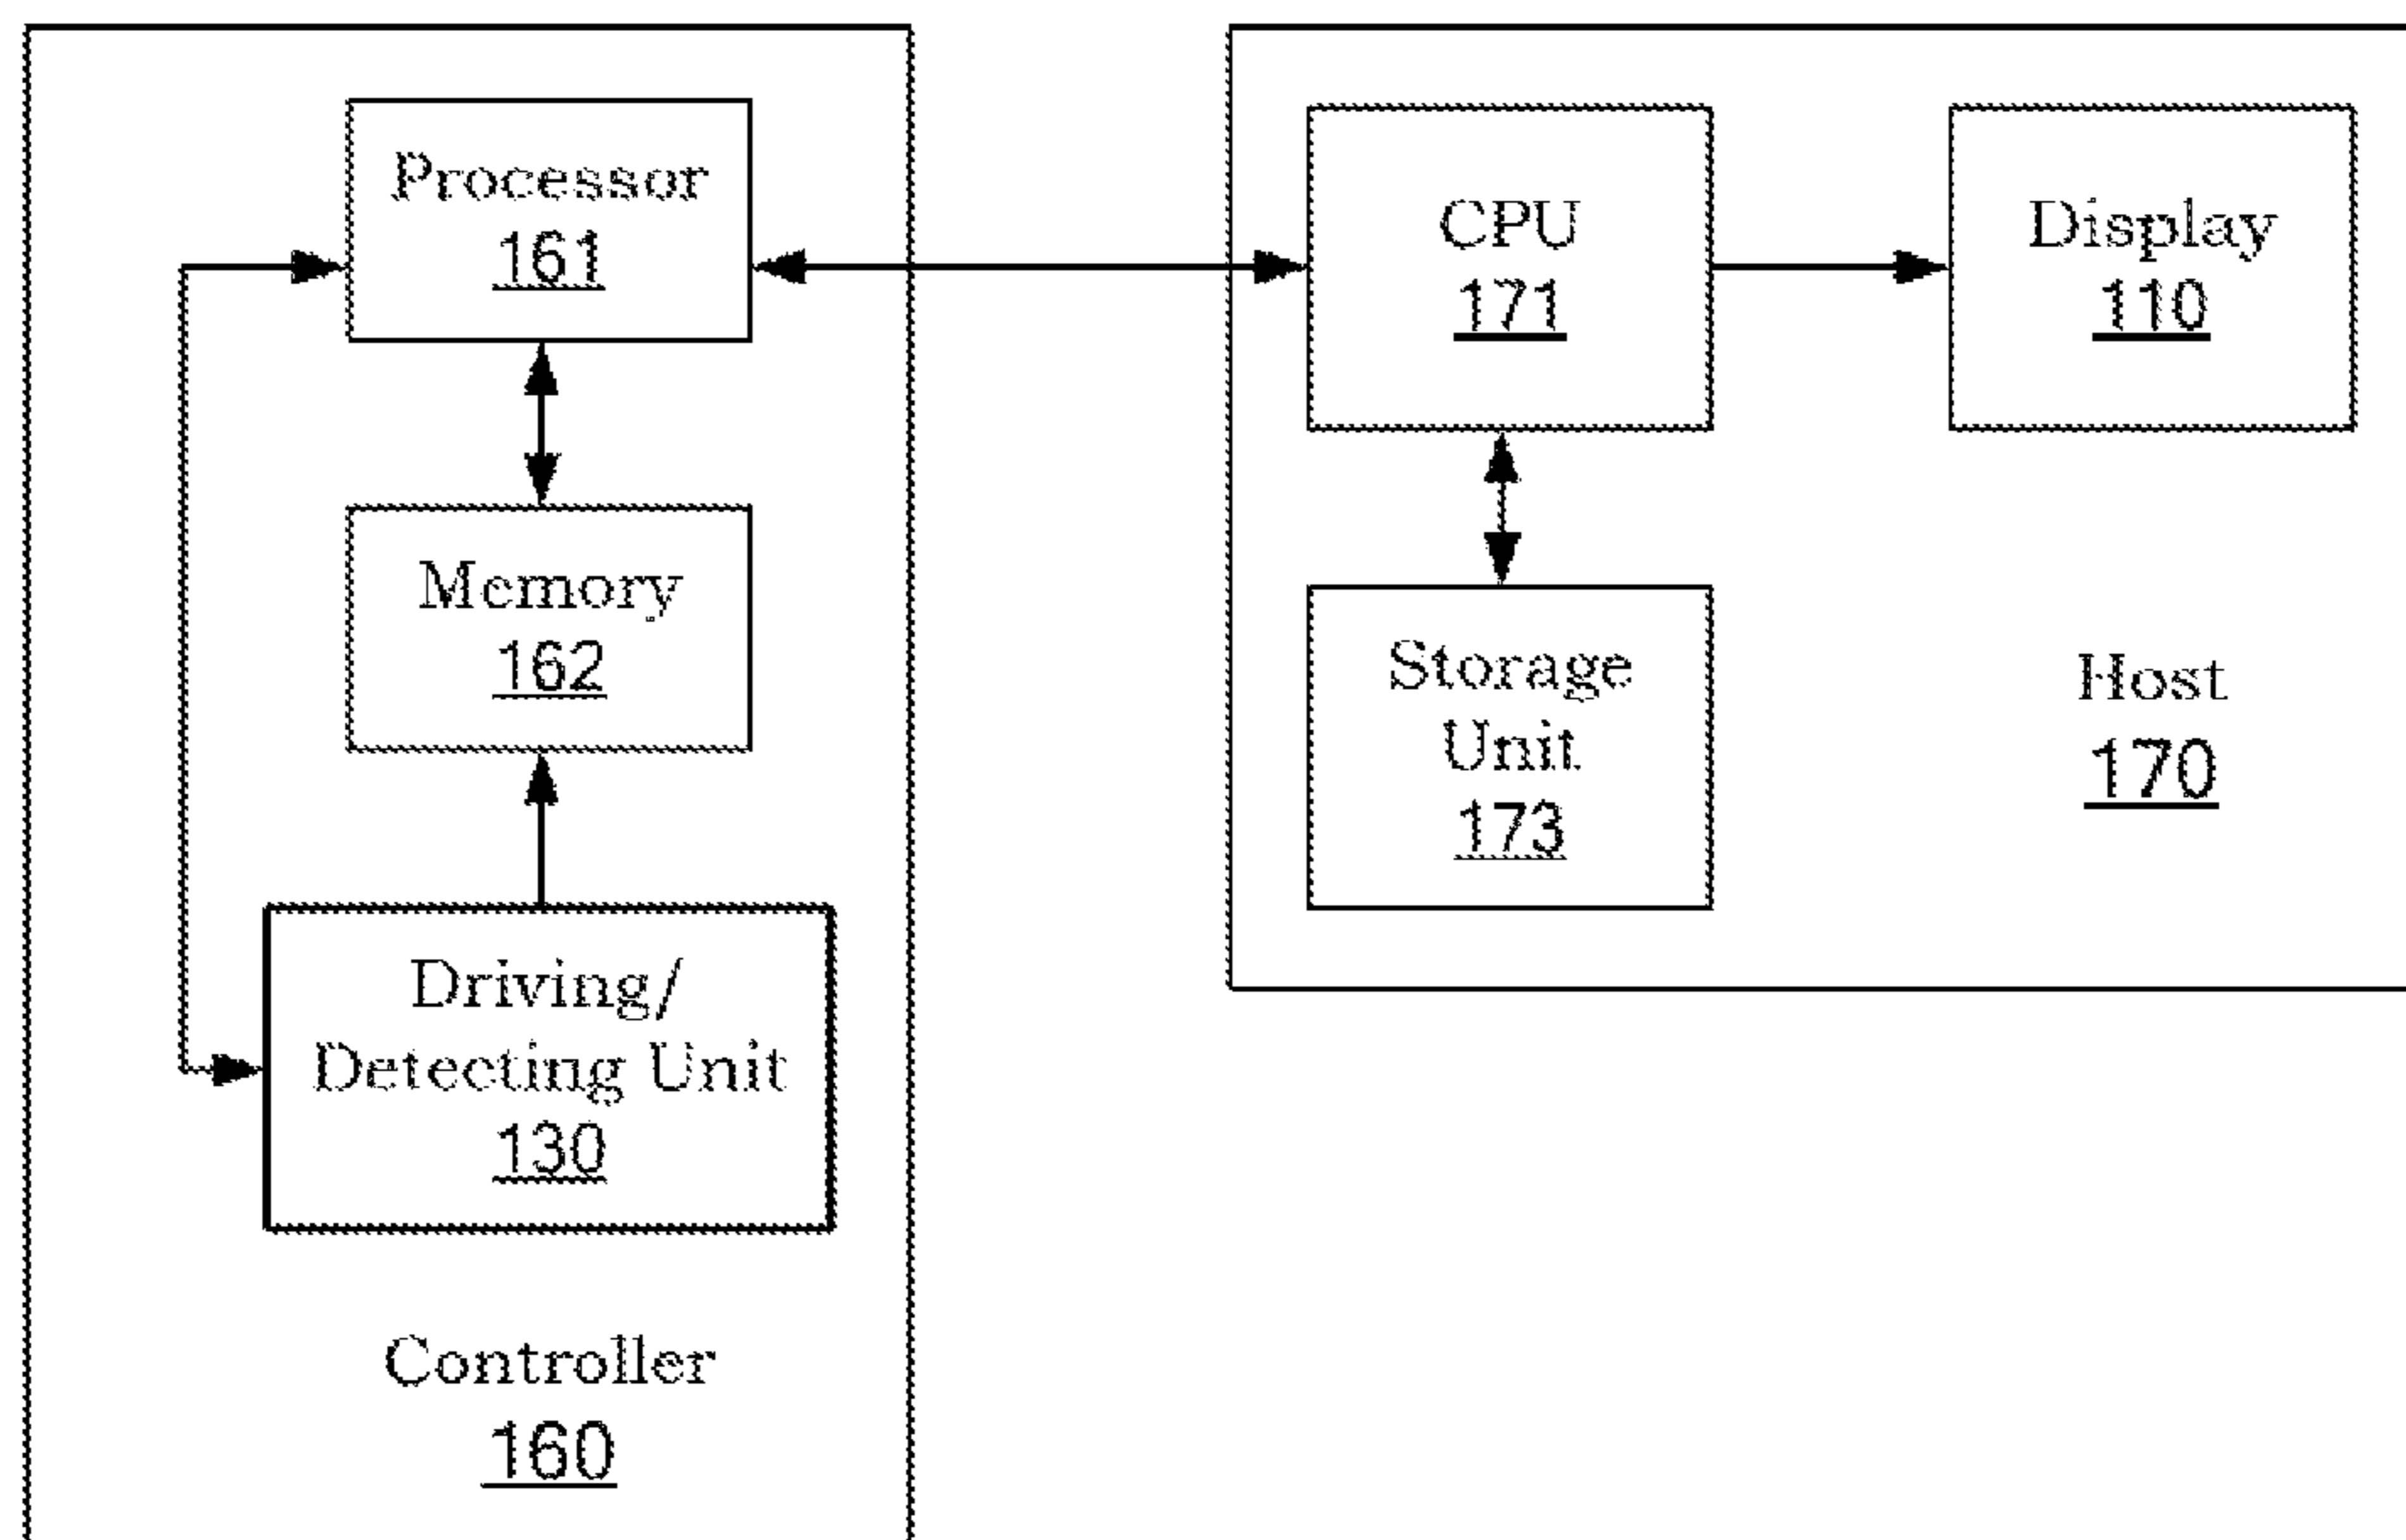 Processor
161
Memory
162
Driving/
Detecting Unit
130
Controller
160
CPU
171
Display
110
Storage
Unit
173
Host
170